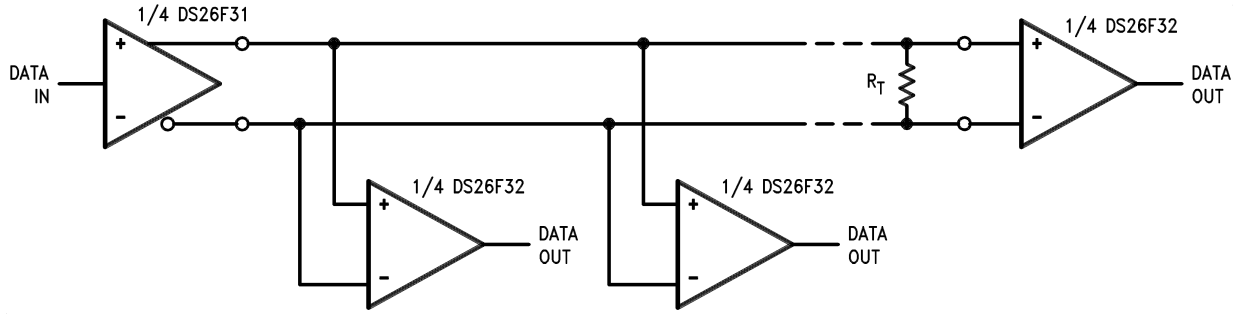 1/4 DS26F31
1/4 DS26F32
DATA
IN
+
−
R_T
+
−
DATA
OUT
1/4 DS26F32
+
−
DATA
OUT
1/4 DS26F32
+
−
DATA
OUT